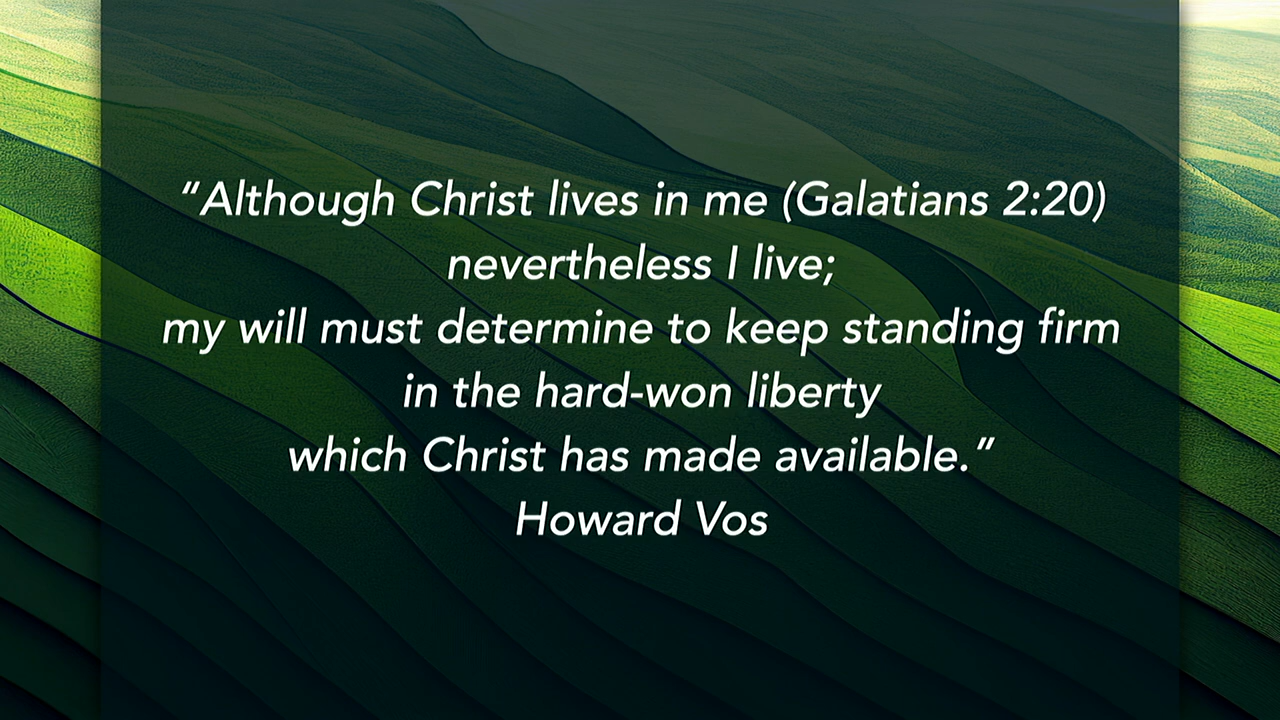 “Although Christ lives in me (Galatians 2:20)
nevertheless I live;
my will must determine to keep standing firm
in the hard-won liberty
which Christ has made available.”
Howard Vos